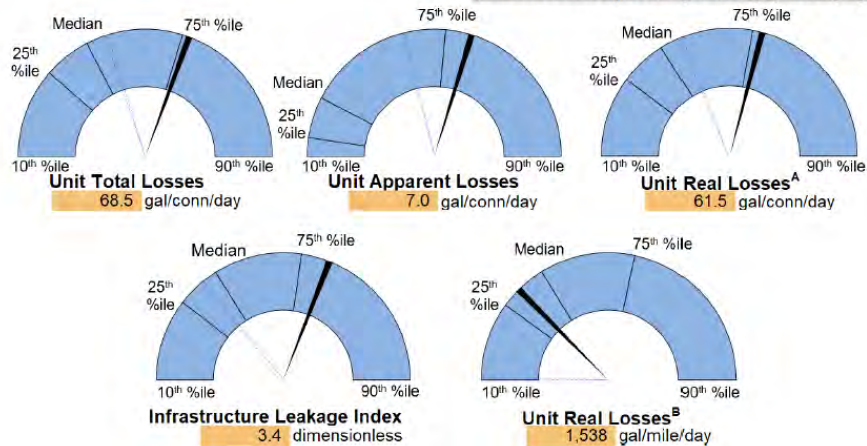 Median
75th %ile
25th
%ile
10th %ile
90th %ile
Unit Total Losses
68.5 gal/conn/day
75th %ile
Median
25th
%ile
10th %ile
90th %ile
Unit Apparent Losses
7.0 gal/conn/day
75th %ile
Median
25th
%ile
10th %ile
90th %ile
Unit Real LossesA
61.5 gal/conn/day
Median
75th %ile
25th
%ile
10th %ile
90th %ile
Infrastructure Leakage Index
3.4 dimensionless
Median
75th %ile
25th
%ile
10th %ile
90th %ile
Unit Real LossesB
1,538 gal/mile/day